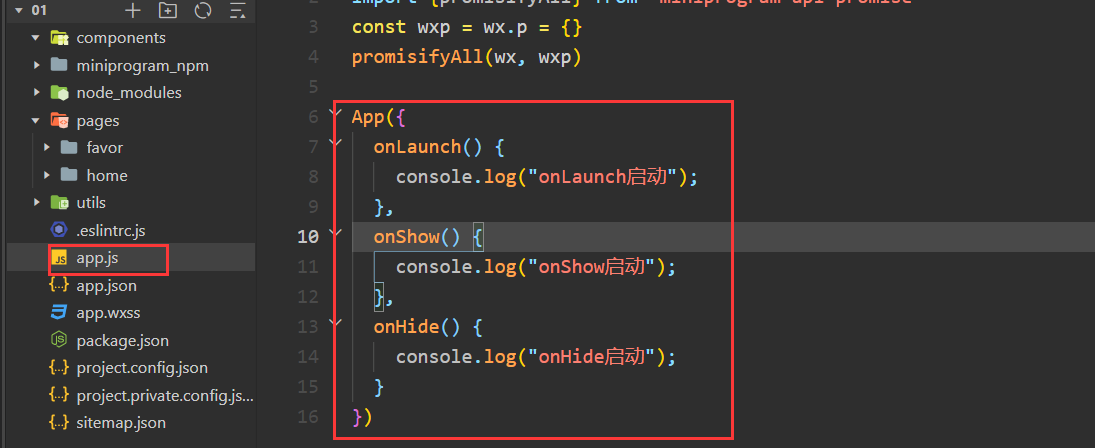 01
components
miniprogram_npm
node_modules
pages
favor
home
utils
.eslintrc.js
app.js
app.json
app.wxss
package.json
project.config.json
project.private.config.js...
sitemap.json
2 import {promisifyAll} from 'miniprogram-api-promise'
3 const wxp = wx.p = {}
4 promisifyAll(wx, wxp)
5
6 App({
7 onLaunch() {
8 console.log("onLaunch启动");
9 },
10 onShow() {
11 console.log("onShow启动");
12 },
13 onHide() {
14 console.log("onHide启动");
15 }
16 })